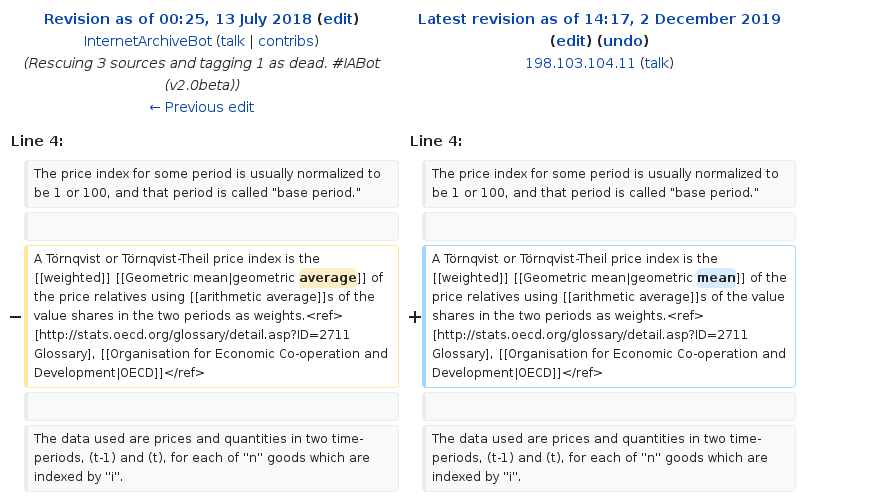 Revision as of 00:25, 13 July 2018 (edit)
InternetArchiveBot (talk | contribs)
(Rescuing 3 sources and tagging 1 as dead. #IABot
(v2.0beta))
← Previous edit
Latest revision as of 14:17, 2 December 2019
(edit) (undo)
198.103.104.11 (talk)
Line 4:
Line 4:
The price index for some period is usually normalized to
be 1 or 100, and that period is called "base period."
The price index for some period is usually normalized to
be 1 or 100, and that period is called "base period."
− A Törnqvist or Törnqvist-Theil price index is the
[[weighted]] [[Geometric mean|geometric average]] of
the price relatives using [[arithmetic average]]s of the
value shares in the two periods as weights.<ref>
[http://stats.oecd.org/glossary/detail.asp?ID=2711
Glossary], [[Organisation for Economic Co-operation and
Development|OECD]]</ref>
+ A Törnqvist or Törnqvist-Theil price index is the
[[weighted]] [[Geometric mean|geometric mean]] of the
price relatives using [[arithmetic average]]s of the value
shares in the two periods as weights.<ref>
[http://stats.oecd.org/glossary/detail.asp?ID=2711
Glossary], [[Organisation for Economic Co-operation and
Development|OECD]]</ref>
The data used are prices and quantities in two time-
periods, (t-1) and (t), for each of ''n'' goods which are
indexed by ''i''.
The data used are prices and quantities in two time-
periods, (t-1) and (t), for each of ''n'' goods which are
indexed by ''i''.